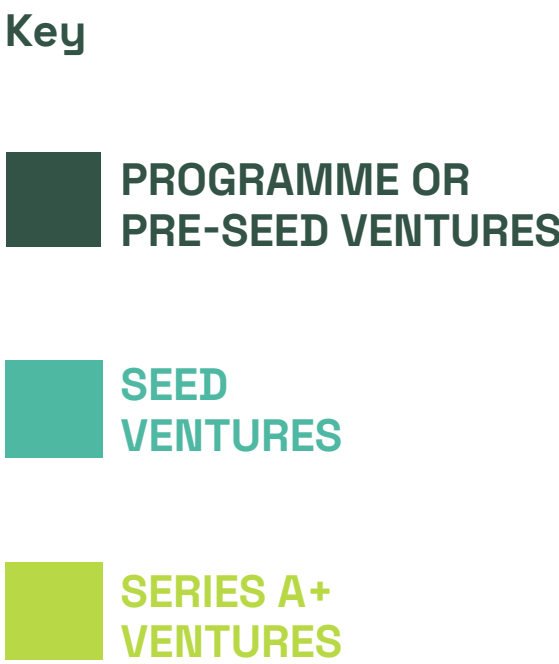 Key
PROGRAMME OR
PRE-SEED VENTURES
SEED
VENTURES
SERIES A+
VENTURES